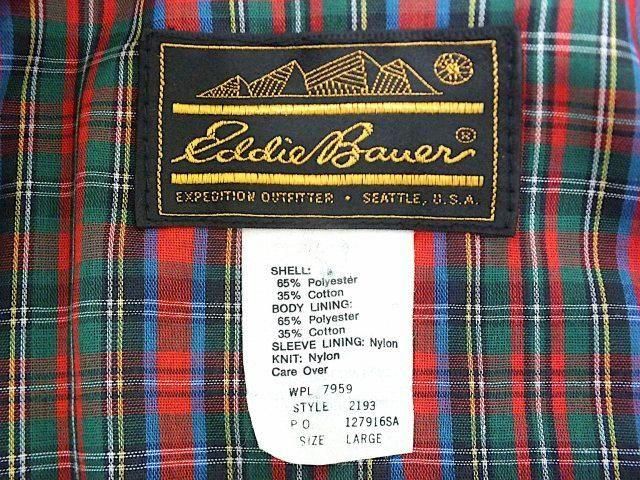 Eddie Bauer®
EXPEDITION OUTFITTER • SEATTLE, U.S.A.
SHELL:
65% Polyester
35% Cotton
BODY LINING:
65% Polyester
35% Cotton
SLEEVE LINING: Nylon
KNIT: Nylon
Care Over
WPL 7959
STYLE 2193
P O 127916SA
SIZE LARGE